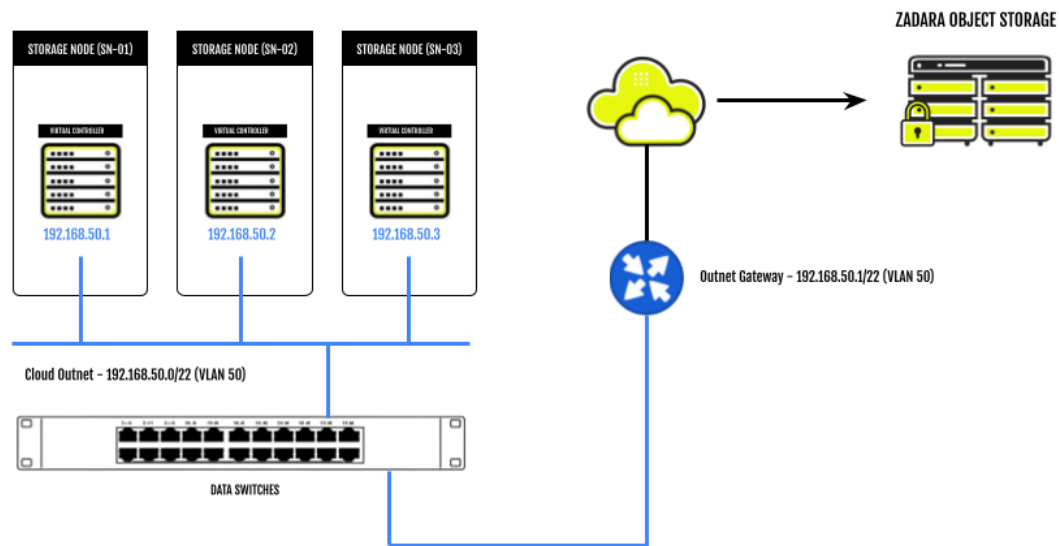 ZADARA OBJECT STORAGE
STORAGE NODE (SN-01)
STORAGE NODE (SN-02)
STORAGE NODE (SN-03)
VIRTUAL CONTROLLER
VIRTUAL CONTROLLER
VIRTUAL CONTROLLER
192.168.50.1
192.168.50.2
192.168.50.3
Outnet Gateway - 192.168.50.1/22 (VLAN 50)
Cloud Outnet - 192.168.50.0/22 (VLAN 50)
DATA SWITCHES